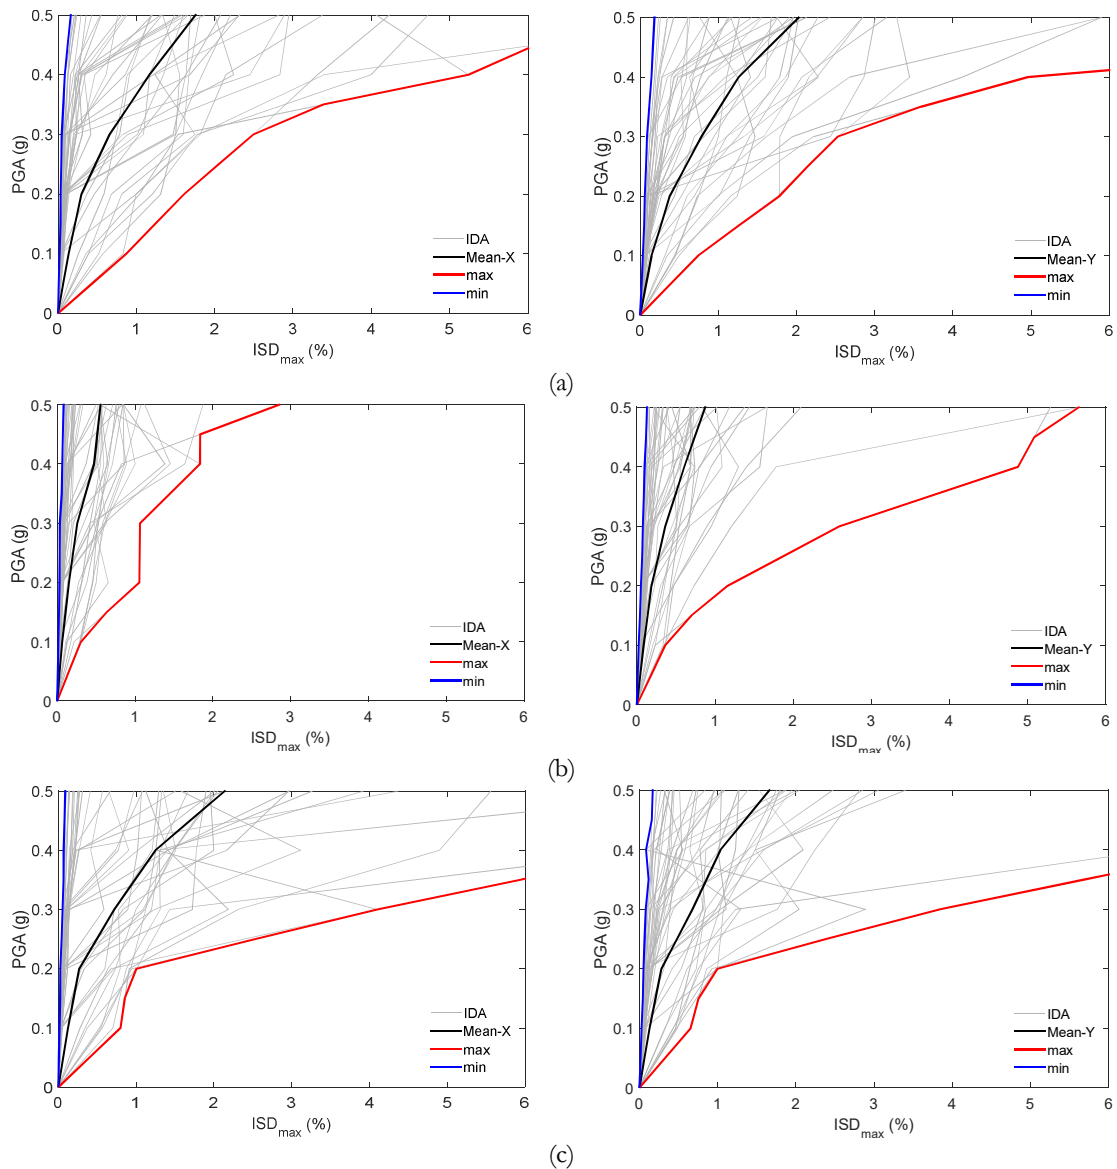 0.5
0.4
0.3
0.2
0.1
0
PGA (g)
0 1 2 3 4 5 6
ISDmax (%)
IDA
Mean-X
max
min
0.5
0.4
0.3
0.2
0.1
0
PGA (g)
0 1 2 3 4 5 6
ISDmax (%)
IDA
Mean-Y
max
min
(a)
0.5
0.4
0.3
0.2
0.1
0
PGA (g)
0 1 2 3 4 5 6
ISDmax (%)
IDA
Mean-X
max
min
0.5
0.4
0.3
0.2
0.1
0
PGA (g)
0 1 2 3 4 5 6
ISDmax (%)
IDA
Mean-Y
max
min
(b)
0.5
0.4
0.3
0.2
0.1
0
PGA (g)
0 1 2 3 4 5 6
ISDmax (%)
IDA
Mean-X
max
min
0.5
0.4
0.3
0.2
0.1
0
PGA (g)
0 1 2 3 4 5 6
ISDmax (%)
IDA
Mean-Y
max
min
(c)